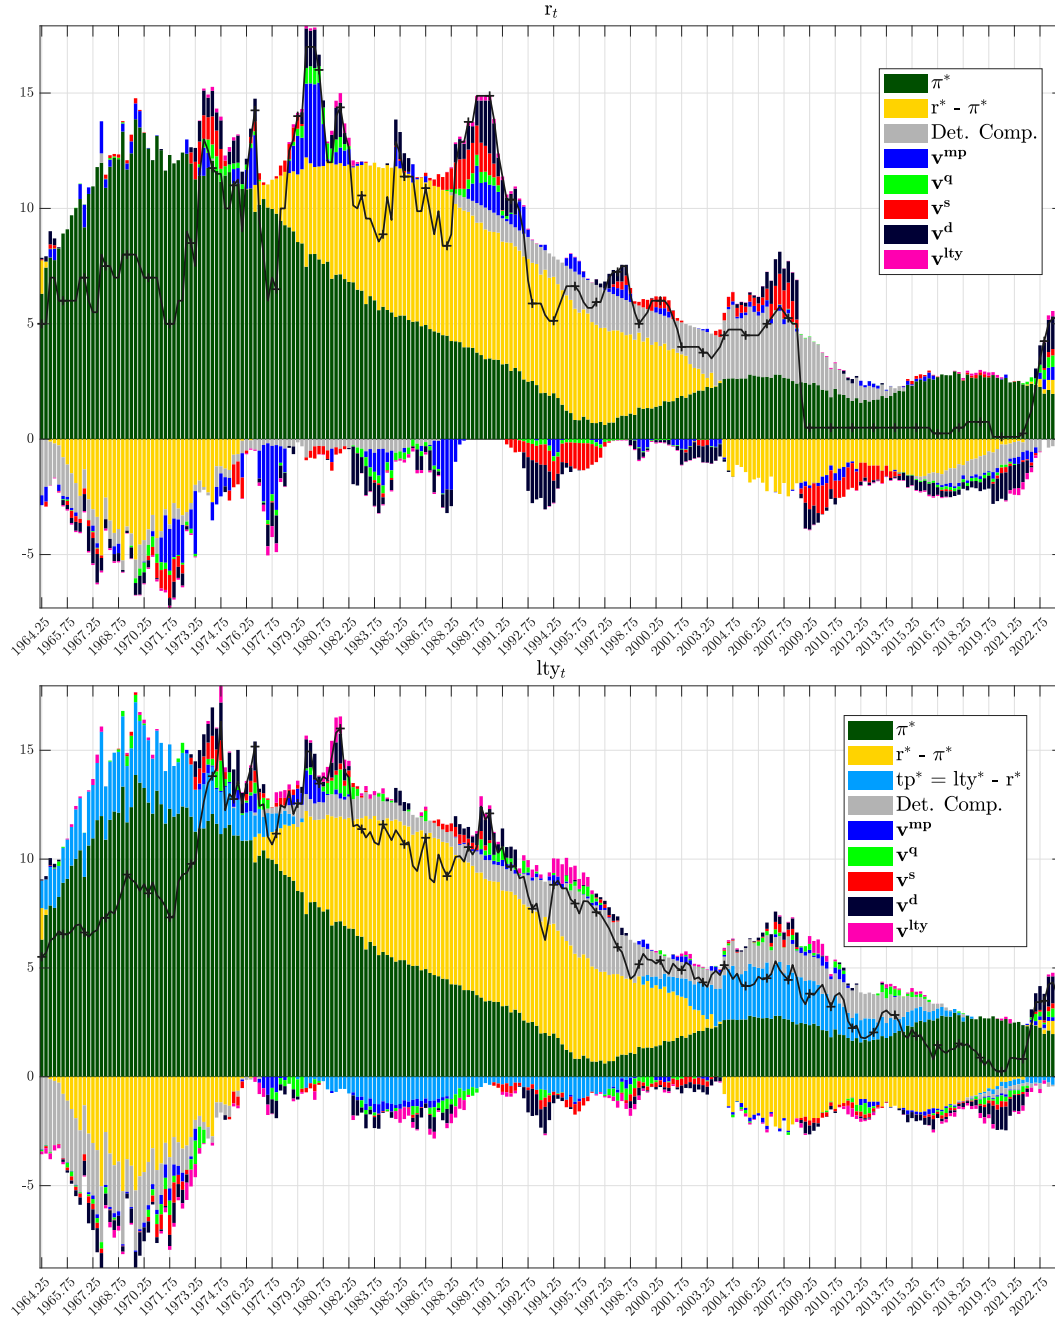 r_t
15
10
5
0
-5
π*
r* - π*
Det. Comp.
v^mp
v^q
v^s
v^d
v^lty
1964.25 1965.75 1967.25 1968.75 1970.25 1971.75 1973.25 1974.75 1976.25 1977.75 1979.25 1980.75 1982.25 1983.75 1985.25 1986.75 1988.25 1989.75 1991.25 1992.75 1994.25 1995.75 1997.25 1998.75 2000.25 2001.75 2003.25 2004.75 2006.25 2007.75 2009.25 2010.75 2012.25 2013.75 2015.25 2016.75 2018.25 2019.75 2021.25 2022.75
lty_t
15
10
5
0
-5
π*
r* - π*
tp* = lty* - r*
Det. Comp.
v^mp
v^q
v^s
v^d
v^lty
1964.25 1965.75 1967.25 1968.75 1970.25 1971.75 1973.25 1974.75 1976.25 1977.75 1979.25 1980.75 1982.25 1983.75 1985.25 1986.75 1988.25 1989.75 1991.25 1992.75 1994.25 1995.75 1997.25 1998.75 2000.25 2001.75 2003.25 2004.75 2006.25 2007.75 2009.25 2010.75 2012.25 2013.75 2015.25 2016.75 2018.25 2019.75 2021.25 2022.75